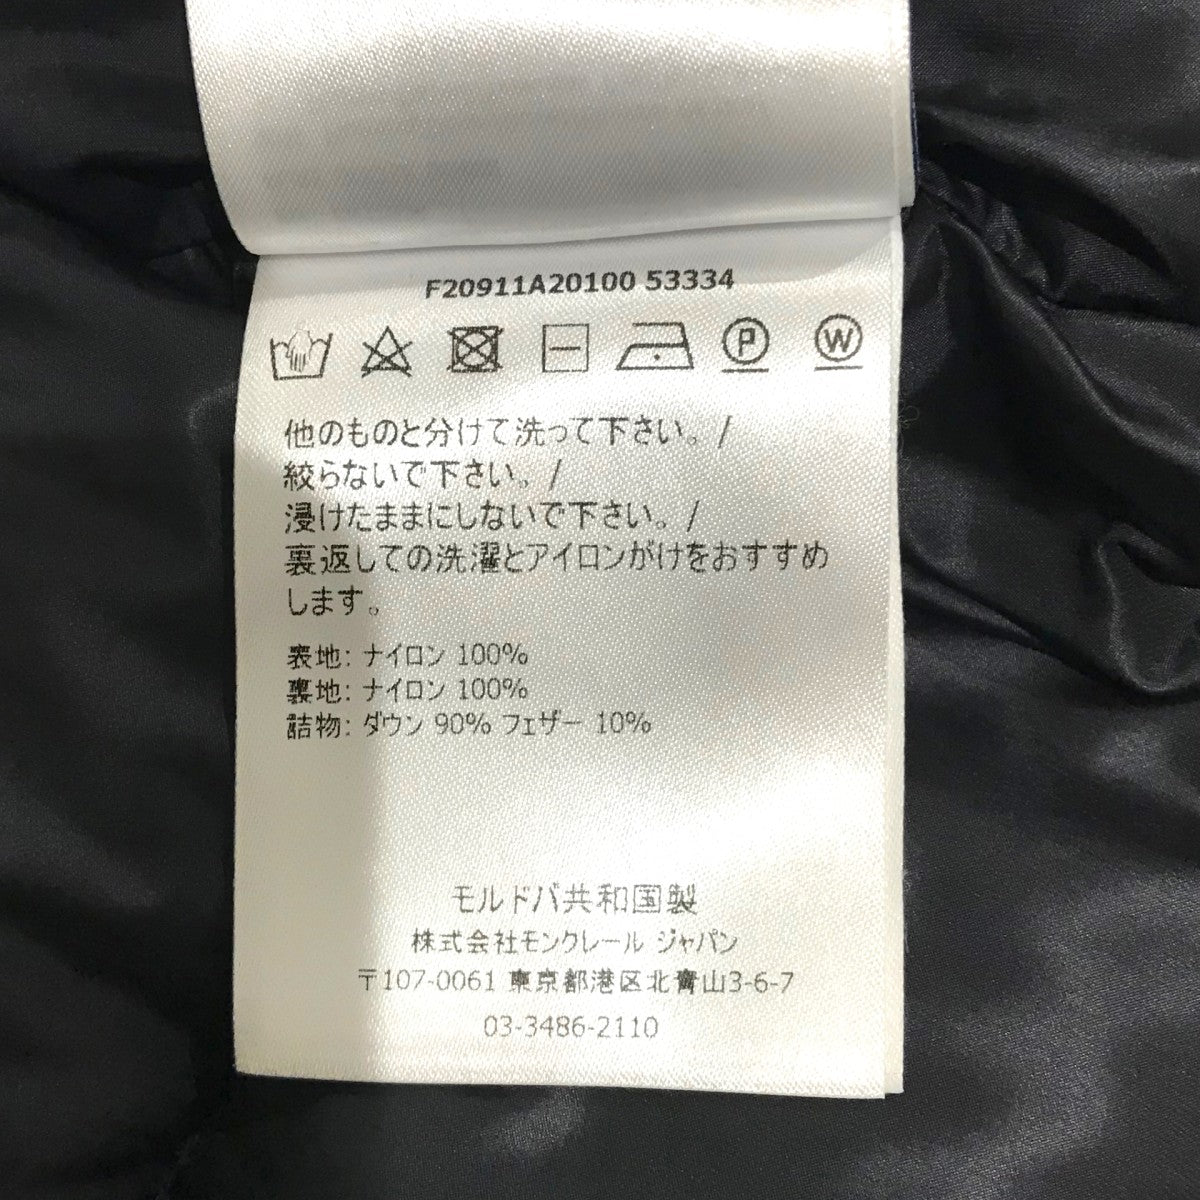 F20911A20100 53334
P W
他のものと分けて洗って下さい。/
絞らないで下さい。/
浸けたままにしないで下さい。/
裏返しての洗濯とアイロンがけをおすすめ
します。
表地: ナイロン 100%
裏地: ナイロン 100%
詰物: ダウン 90% フェザー 10%
モルドバ共和国製
株式会社モンクレール ジャパン
〒107-0061 東京都港区北青山3-6-7
03-3486-2110